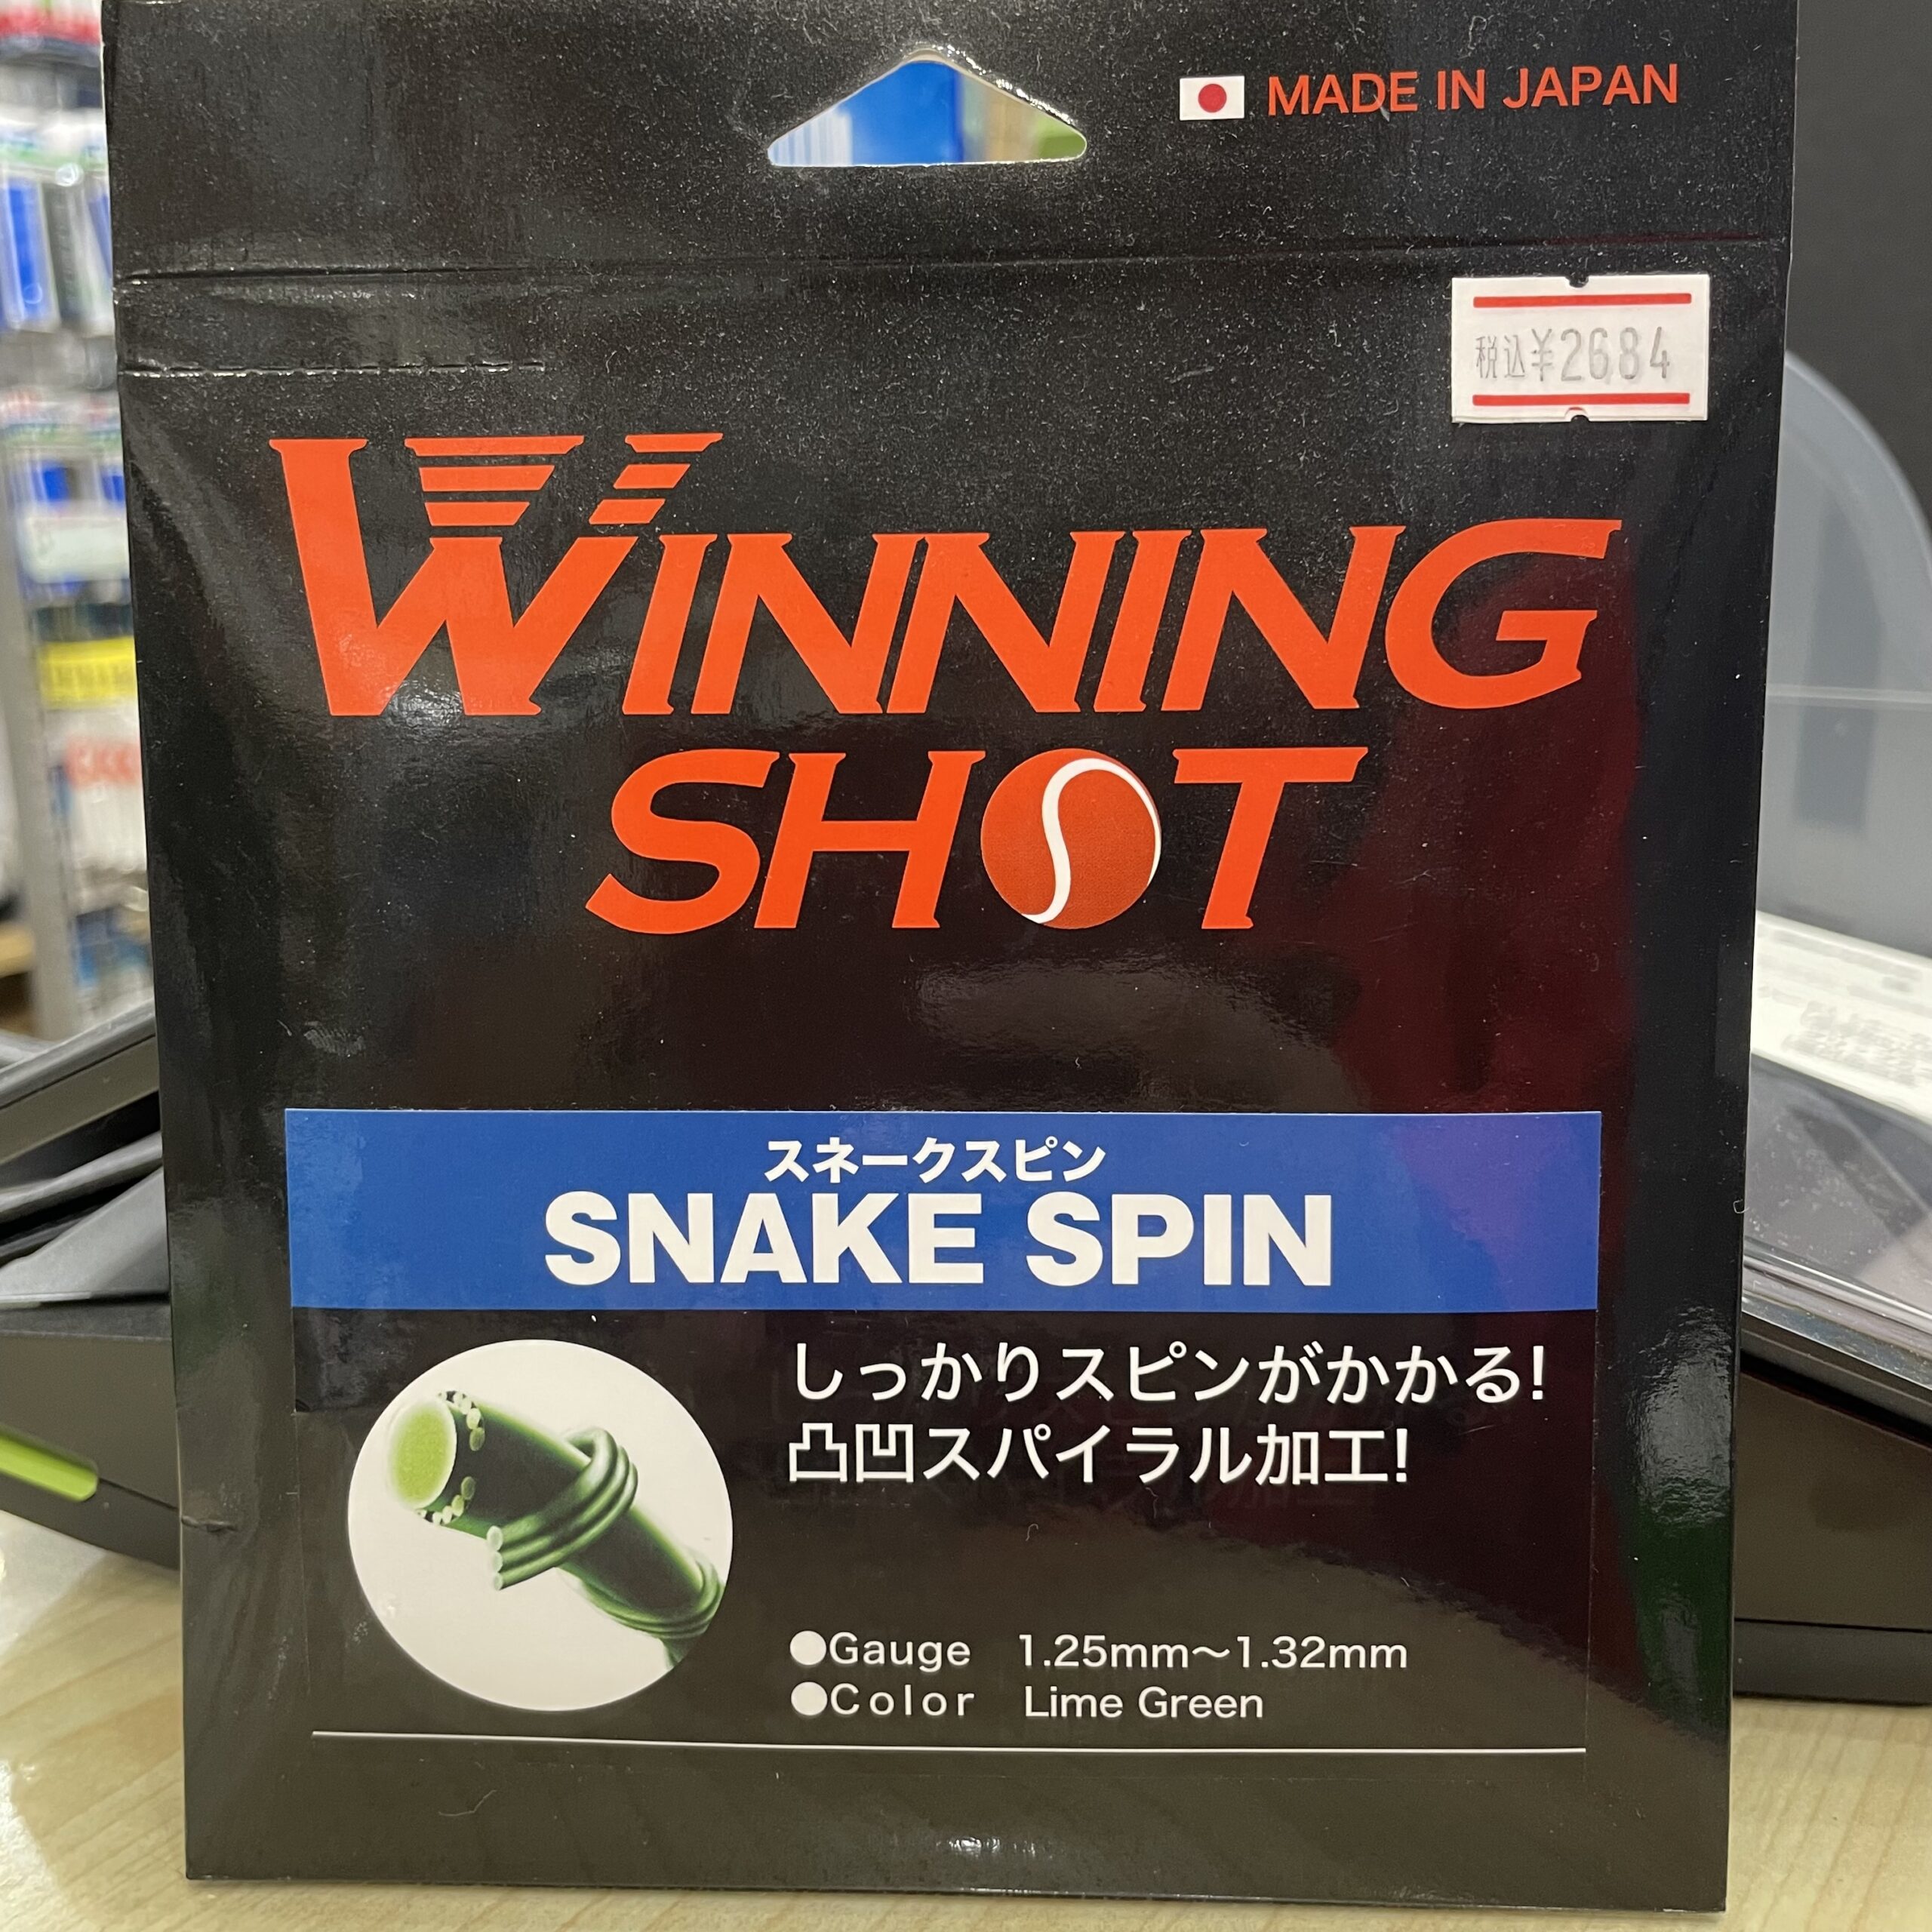 MADE IN JAPAN
税込¥2684
WINNING
SHOT
スネークスピン
SNAKE SPIN
しっかりスピンがかかる!
凸凹スパイラル加工!
●Gauge 1.25mm〜1.32mm
●Color Lime Green